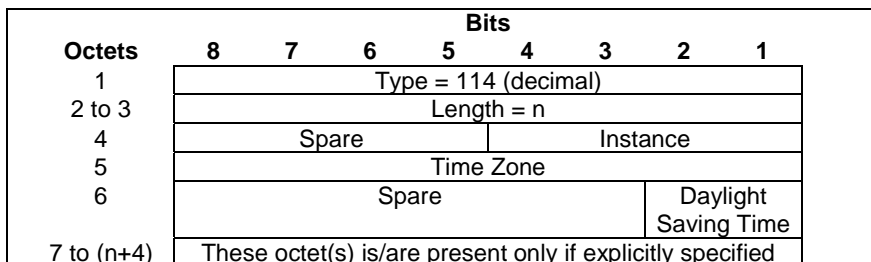 Bits
Octets 8 7 6 5 4 3 2 1
1 Type = 114 (decimal)
2 to 3 Length = n
4 Spare Instance
5 Time Zone
6 Spare Daylight
Saving Time
7 to (n+4) These octet(s) is/are present only if explicitly specified